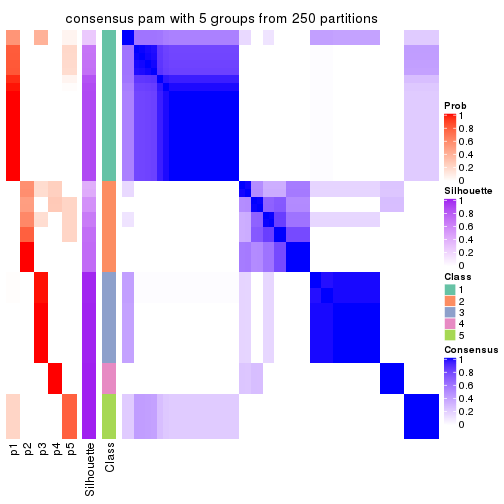 consensus pam with 5 groups from 250 partitions
Prob
1
0.8
0.6
0.4
0.2
0
Silhouette
1
0.8
0.6
0.4
0.2
0
Class
1
2
3
4
5
Consensus
1
0.8
0.6
0.4
0.2
0
p1
p2
p3
p4
p5
Silhouette
Class